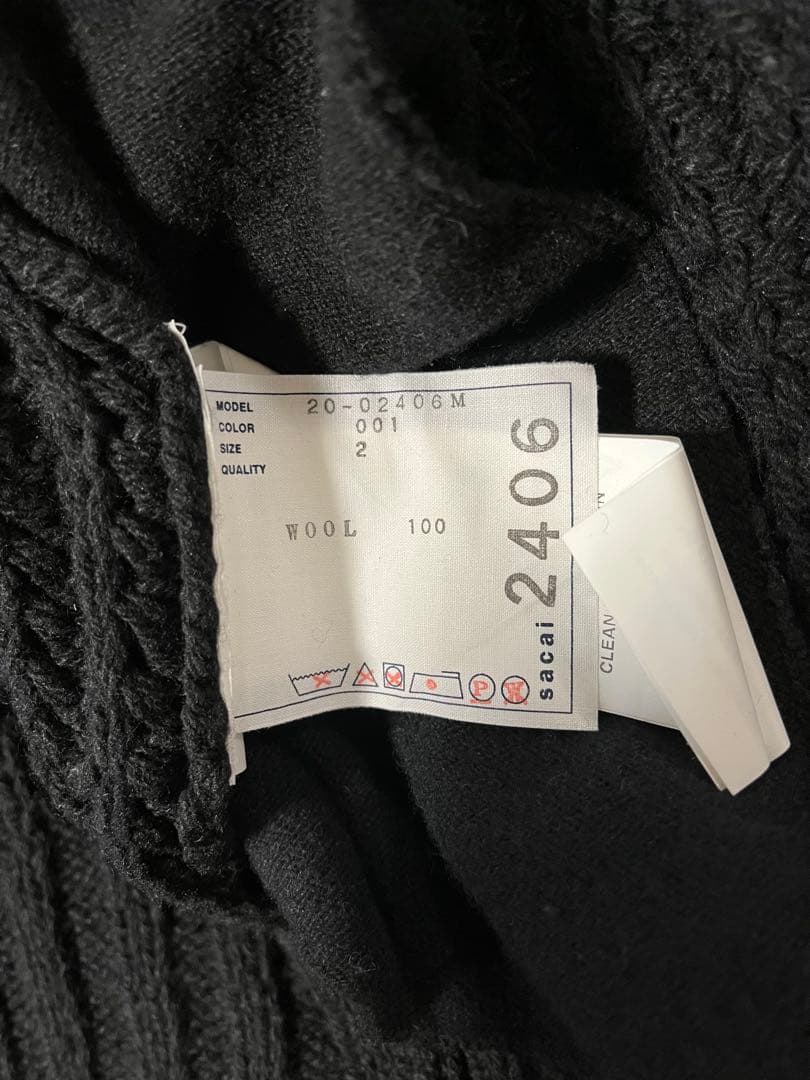 MODEL 20-02406M
COLOR 001
SIZE 2
QUALITY
WOOL 100
P W
sacai 2406
CLEAN